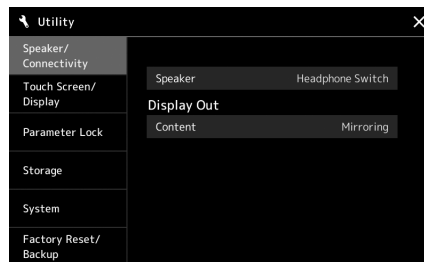 Utility
Speaker/
Connectivity
Touch Screen/
Display
Parameter Lock
Storage
System
Factory Reset/
Backup
Speaker Headphone Switch
Display Out
Content Mirroring